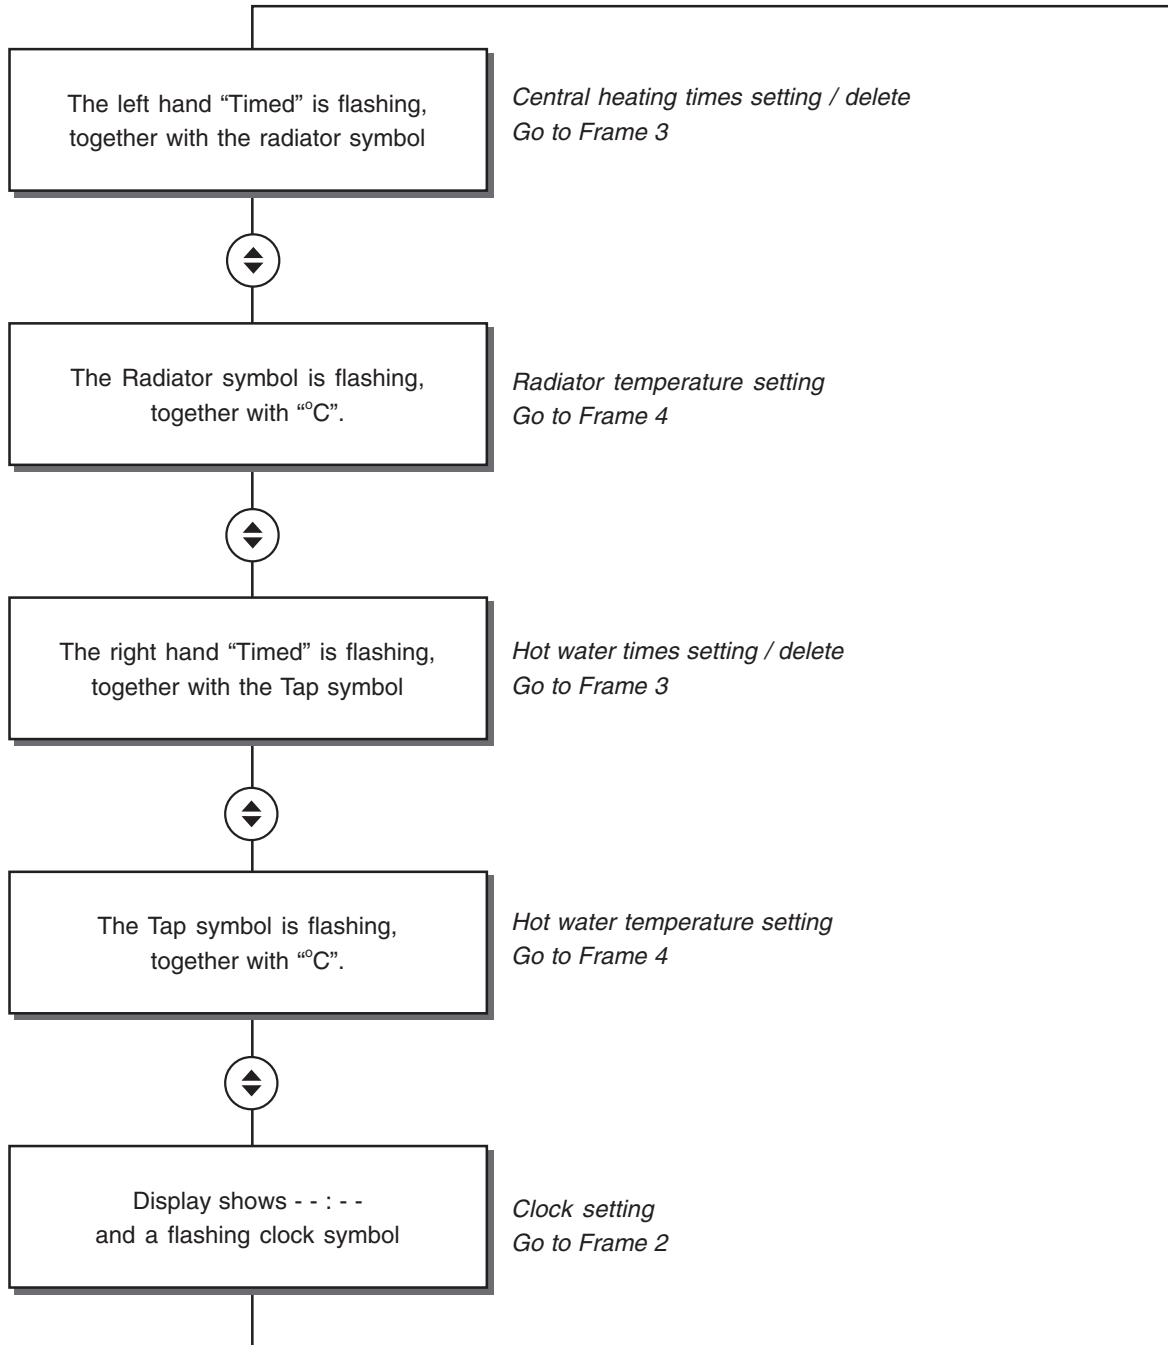 The left hand “Timed” is flashing,
together with the radiator symbol
Central heating times setting / delete
Go to Frame 3
The Radiator symbol is flashing,
together with “°C”.
Radiator temperature setting
Go to Frame 4
The right hand “Timed” is flashing,
together with the Tap symbol
Hot water times setting / delete
Go to Frame 3
The Tap symbol is flashing,
together with “°C”.
Hot water temperature setting
Go to Frame 4
Display shows - - : - -
and a flashing clock symbol
Clock setting
Go to Frame 2